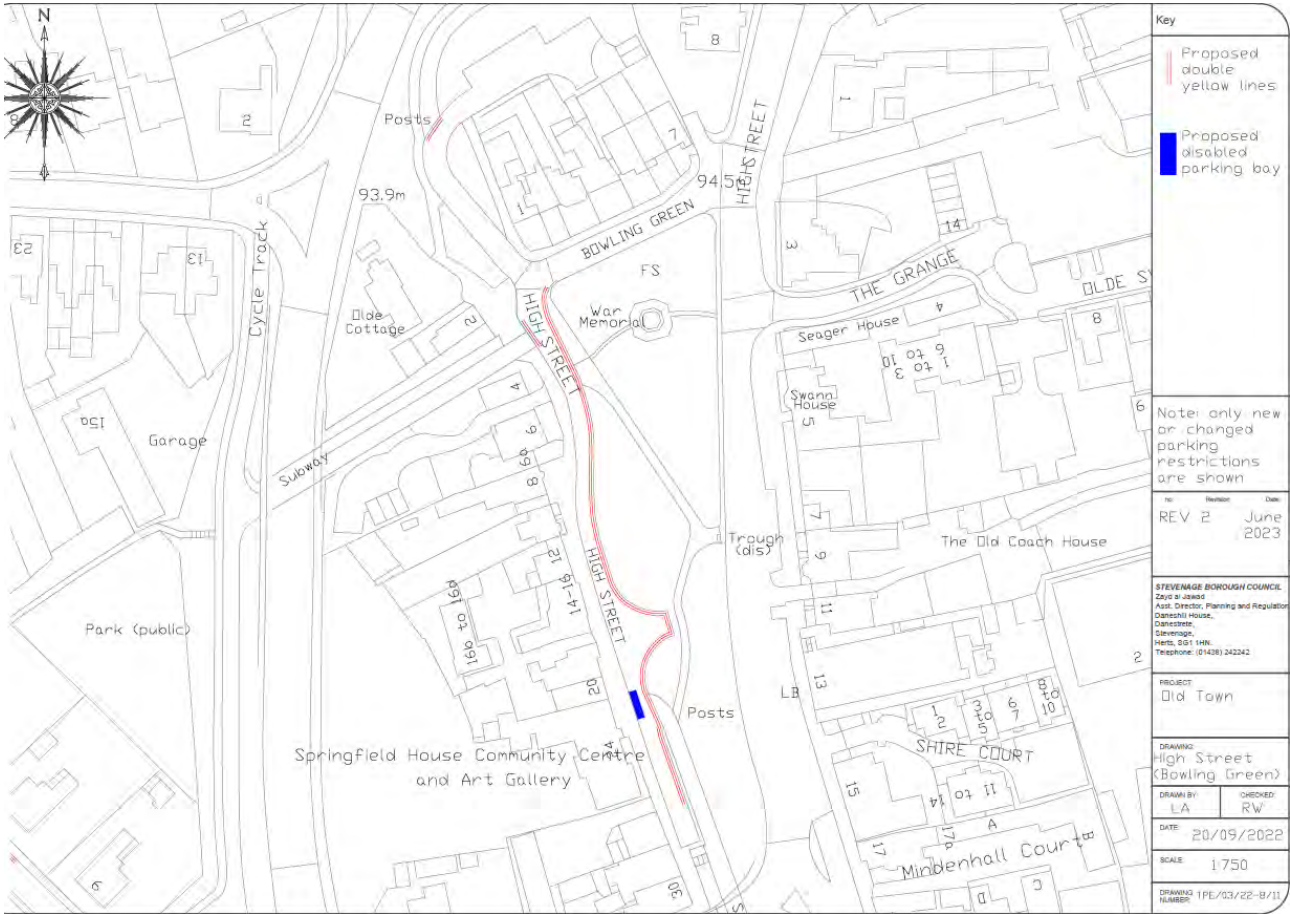 N
8
2
Posts
8
1
HIGH STREET
7
93.9m
94.5
1
BOWLING GREEN
14
23
13
Cycle Track
3
FS
THE GRANGE
OLDE S
Olde
Cottage
2
HIGH STREET
War
Memorial
Seager House
4
8
1 to 3
6 to 10
4
Swann
House
5
6
15a
Garage
6
6a
8
Subway
7
Trough
(dis)
9
The Old Coach House
12
14-16
HIGH STREET
16a to 16b
11
Park (public)
2
13
20
LB
Posts
1
2
3 to 5
6
7
8 to 10
24
Springfield House Community Centre
and Art Gallery
SHIRE COURT
15
11 to 14
A
17a
17
Mindenhall Court
B
9
30
D
C
S
Key
Proposed
double
yellow lines
Proposed
disabled
parking bay
Note: only new
or changed
parking
restrictions
are shown
no: Revision Date:
REV 2 June
2023
STEVENAGE BOROUGH COUNCIL
Zayd al Jawad
Asst. Director, Planning and Regulation
Daneshill House,
Danestrete,
Stevenage,
Herts, SG1 1HN.
Telephone: (01438) 242242
PROJECT
Old Town
DRAWING
High Street
(Bowling Green)
DRAWN BY: CHECKED:
LA RW
DATE 20/09/2022
SCALE 1:750
DRAWING NUMBER: TPE/03/22-B/11